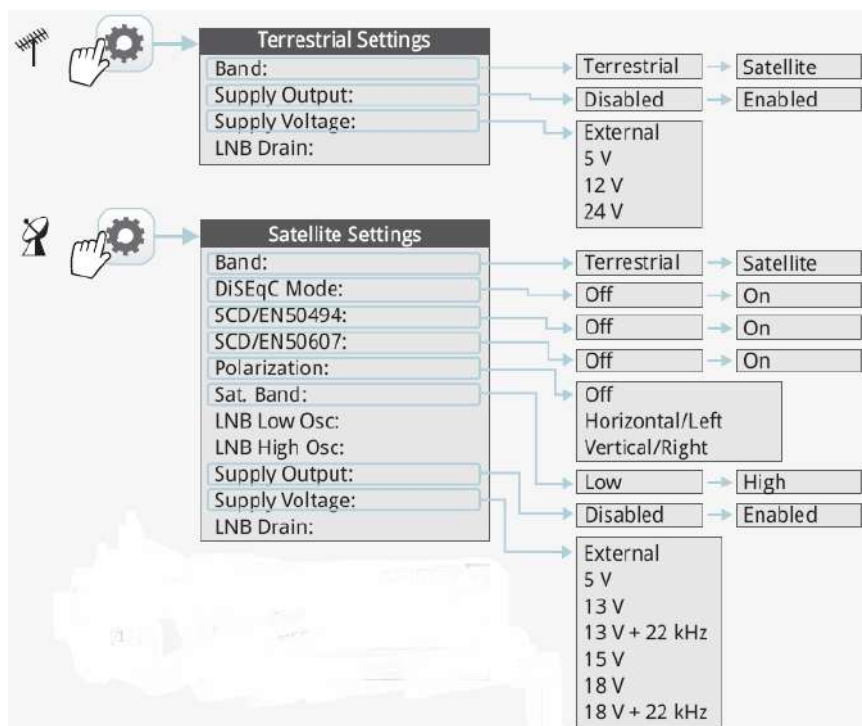 Terrestrial Settings
Band:
Supply Output:
Supply Voltage:
LNB Drain:
Terrestrial
Satellite
Disabled
Enabled
External
5 V
12 V
24 V
Satellite Settings
Band:
DiSEqC Mode:
SCD/EN50494:
SCD/EN50607:
Polarization:
Sat. Band:
LNB Low Osc:
LNB High Osc:
Supply Output:
Supply Voltage:
LNB Drain:
Terrestrial
Satellite
Off
On
Off
On
Off
On
Off
Horizontal/Left
Vertical/Right
Low
High
Disabled
Enabled
External
5 V
13 V
13 V + 22 kHz
15 V
18 V
18 V + 22 kHz